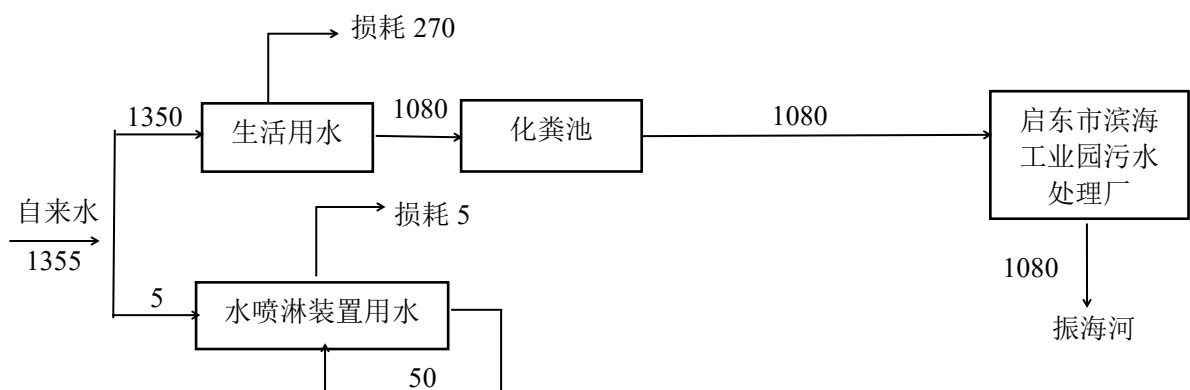 损耗 270
1350
生活用水
1080
化粪池
1080
启东市滨海
工业园污水
处理厂
自来水
1355
损耗 5
5
水喷淋装置用水
50
1080
振海河